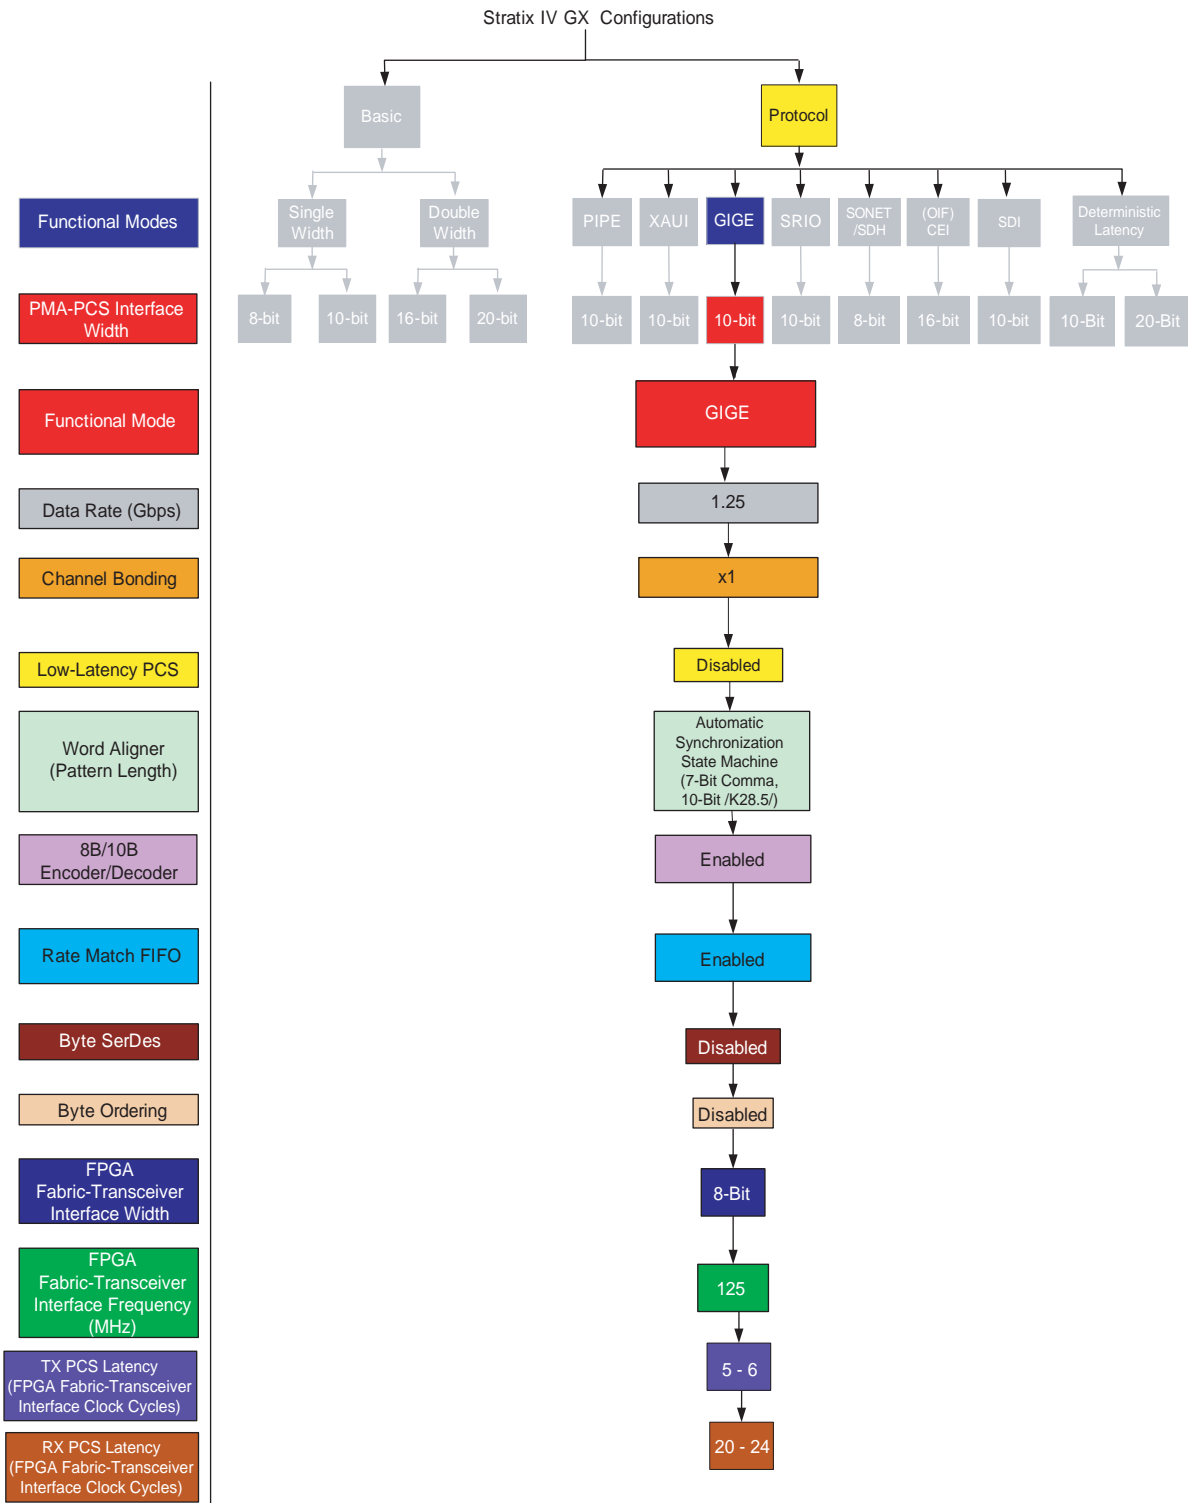 Stratix IV GX Configurations
Basic
Protocol
Functional Modes
Single
Width
Double
Width
PIPE
XAUI
GIGE
SRIO
SONET
/SDH
(OIF)
CEI
SDI
Deterministic
Latency
PMA-PCS Interface
Width
8-bit
10-bit
16-bit
20-bit
10-bit
10-bit
10-bit
10-bit
8-bit
16-bit
10-bit
10-Bit
20-Bit
Functional Mode
GIGE
Data Rate (Gbps)
1.25
Channel Bonding
x1
Low-Latency PCS
Disabled
Word Aligner
(Pattern Length)
Automatic
Synchronization
State Machine
(7-Bit Comma,
10-Bit /K28.5/)
8B/10B
Encoder/Decoder
Enabled
Rate Match FIFO
Enabled
Byte SerDes
Disabled
Byte Ordering
Disabled
FPGA
Fabric-Transceiver
Interface Width
8-Bit
FPGA
Fabric-Transceiver
Interface Frequency
(MHz)
125
TX PCS Latency
(FPGA Fabric-Transceiver
Interface Clock Cycles)
5 - 6
RX PCS Latency
(FPGA Fabric-Transceiver
Interface Clock Cycles)
20 - 24